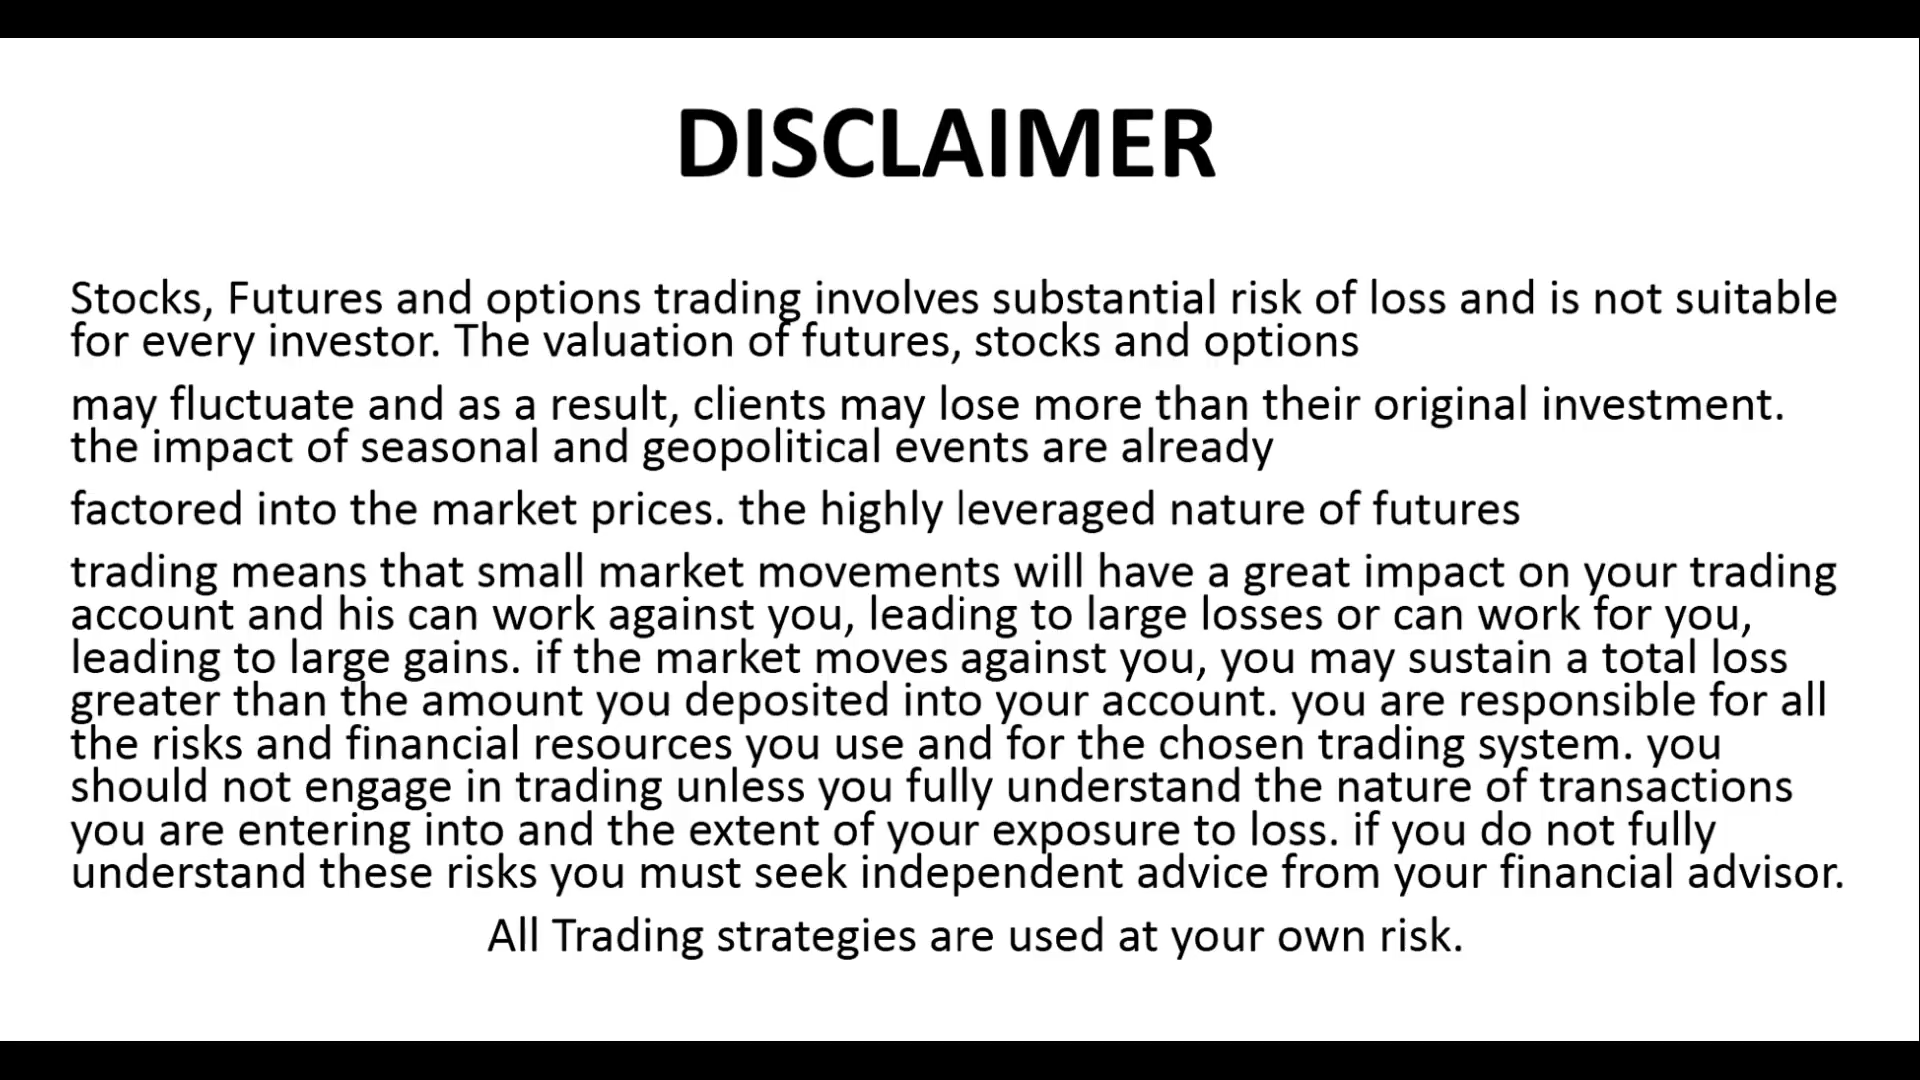 DISCLAIMER
Stocks, Futures and options trading involves substantial risk of loss and is not suitable
for every investor. The valuation of futures, stocks and options
may fluctuate and as a result, clients may lose more than their original investment.
the impact of seasonal and geopolitical events are already
factored into the market prices. the highly leveraged nature of futures
trading means that small market movements will have a great impact on your trading
account and his can work against you, leading to large losses or can work for you,
leading to large gains. if the market moves against you, you may sustain a total loss
greater than the amount you deposited into your account. you are responsible for all
the risks and financial resources you use and for the chosen trading system. you
should not engage in trading unless you fully understand the nature of transactions
you are entering into and the extent of your exposure to loss. if you do not fully
understand these risks you must seek independent advice from your financial advisor.
All Trading strategies are used at your own risk.